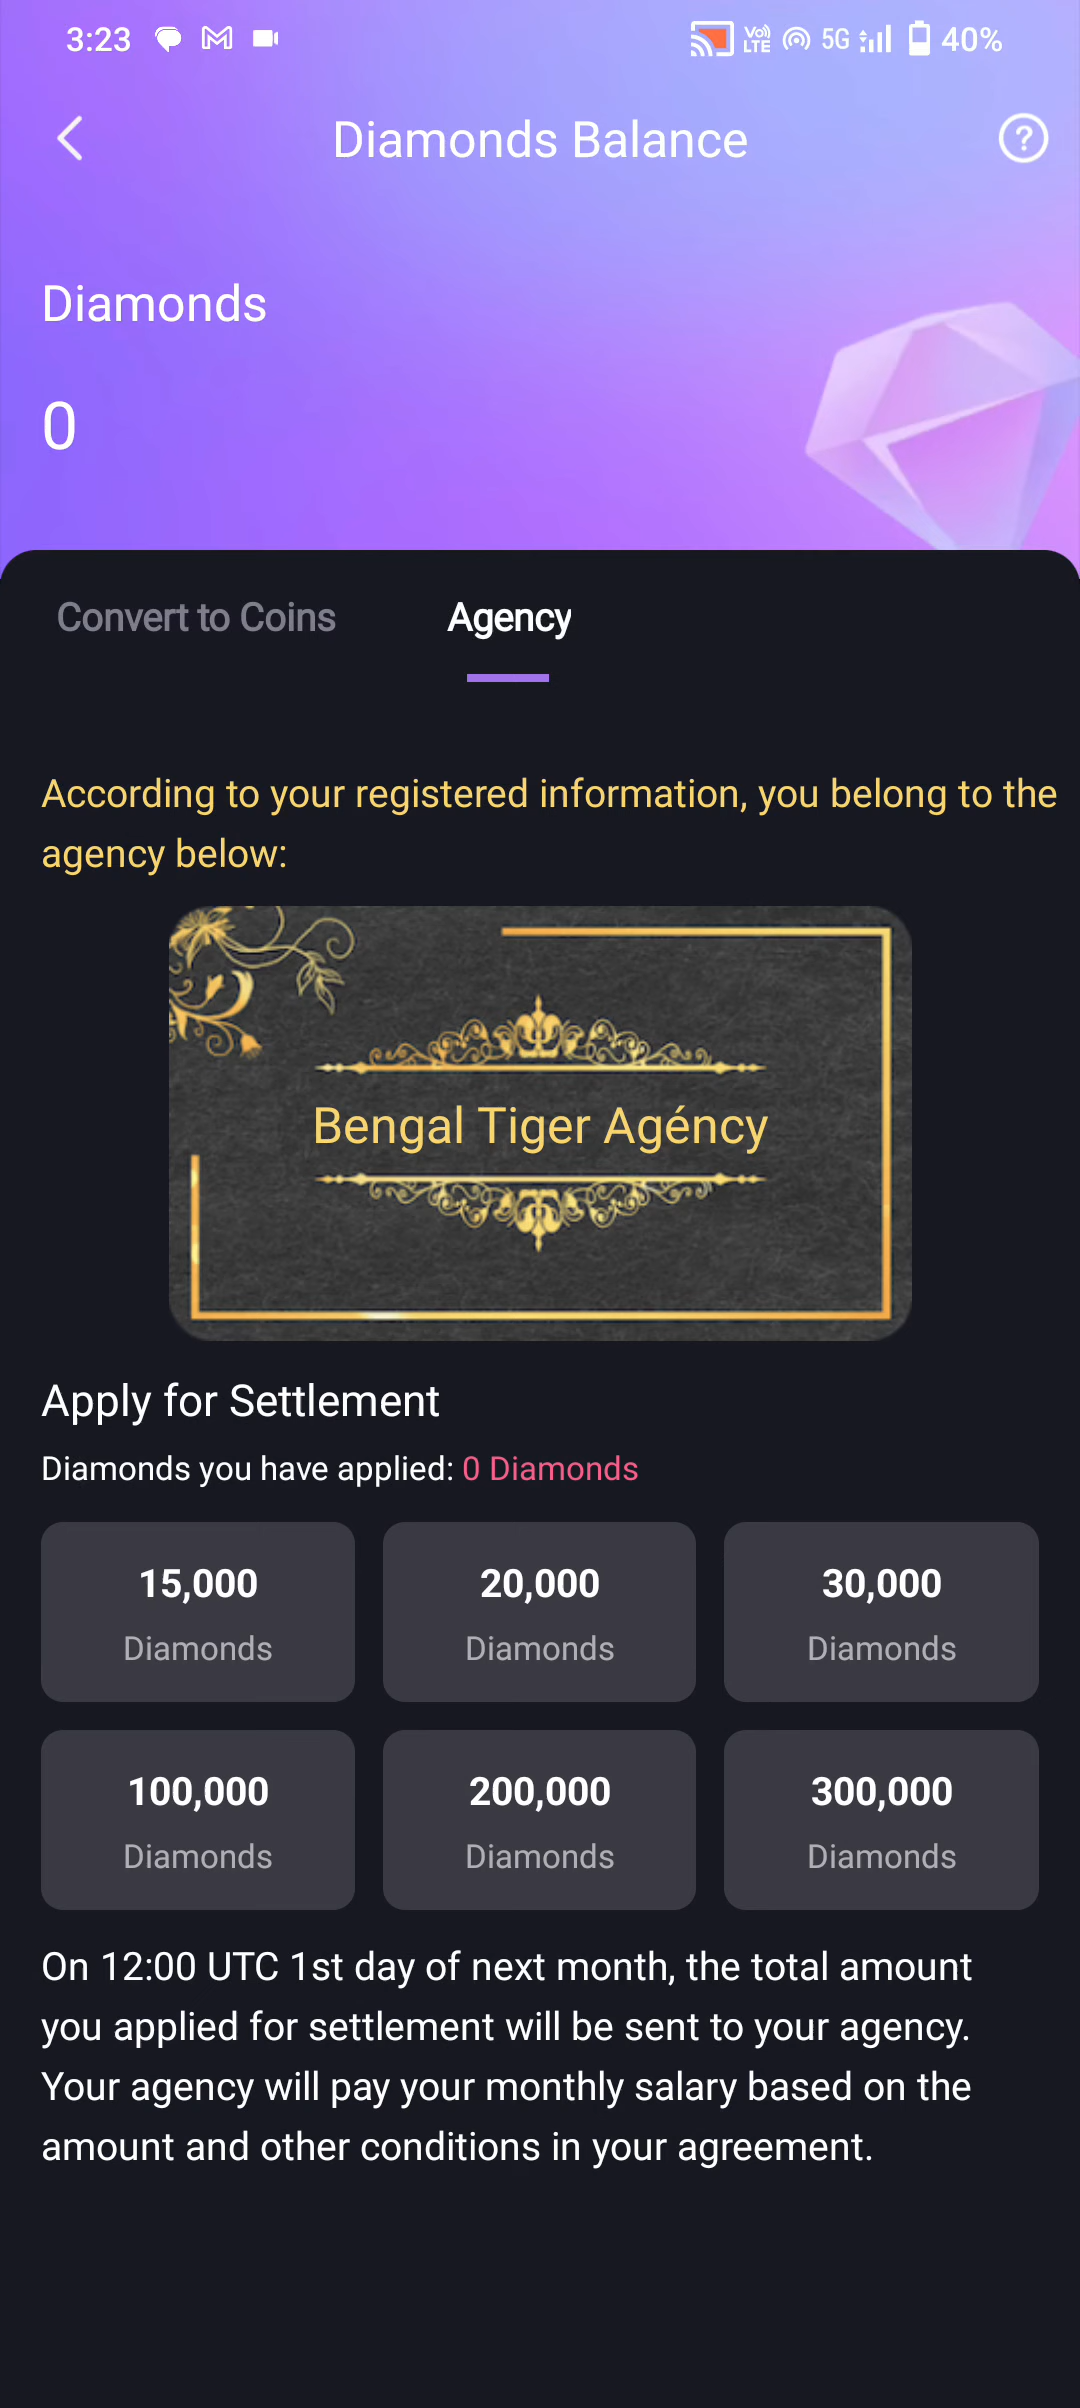 3:23
Vo) LTE 5G 40%
Diamonds Balance
?
Diamonds
0
Convert to Coins
Agency
According to your registered information, you belong to the
agency below:
Bengal Tiger Agéncy
Apply for Settlement
Diamonds you have applied: 0 Diamonds
15,000 20,000 30,000
Diamonds Diamonds Diamonds
100,000 200,000 300,000
Diamonds Diamonds Diamonds
On 12:00 UTC 1st day of next month, the total amount
you applied for settlement will be sent to your agency.
Your agency will pay your monthly salary based on the
amount and other conditions in your agreement.